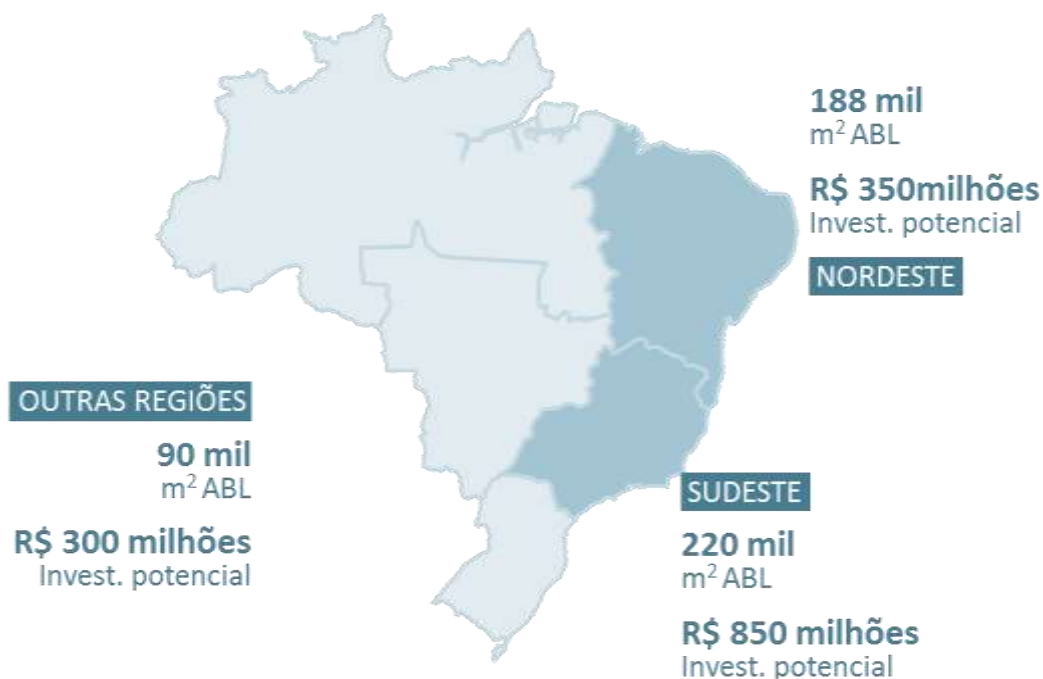 188 mil
m² ABL
R$ 350milhões
Invest. potencial
NORDESTE
OUTRAS REGIÕES
90 mil
m² ABL
R$ 300 milhões
Invest. potencial
SUDESTE
220 mil
m² ABL
R$ 850 milhões
Invest. potencial